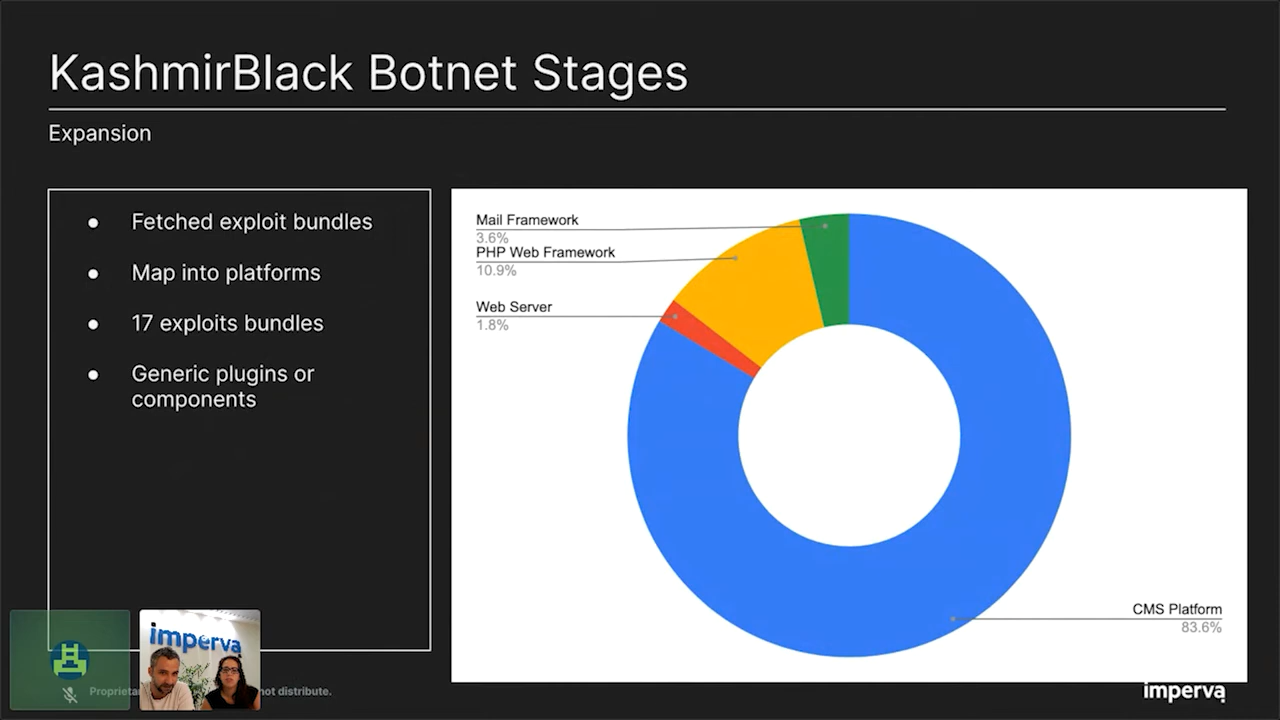 KashmirBlack Botnet Stages
Expansion
● Fetched exploit bundles
● Map into platforms
● 17 exploits bundles
● Generic plugins or
components
Mail Framework
3.6%
PHP Web Framework
10.9%
Web Server
1.8%
CMS Platform
83.6%
imperva
not distribute.
imperva